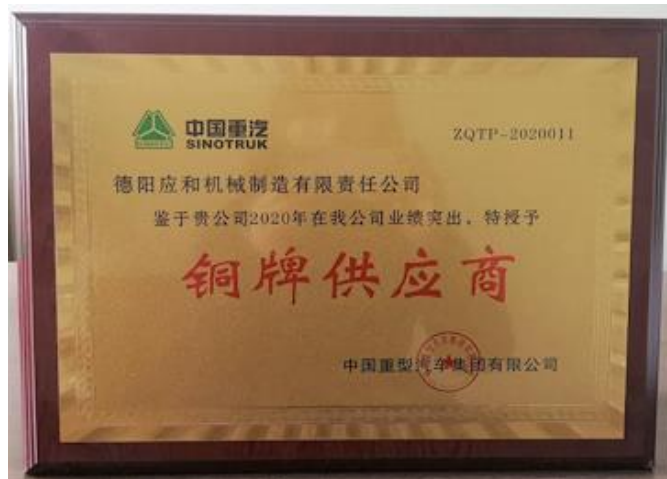 中国重汽
SINOTRUK
ZQTP-2020011
德阳应和机械制造有限责任公司
鉴于贵公司2020年在我公司业绩突出，特授予
铜牌供应商
中国重型汽车集团有限公司